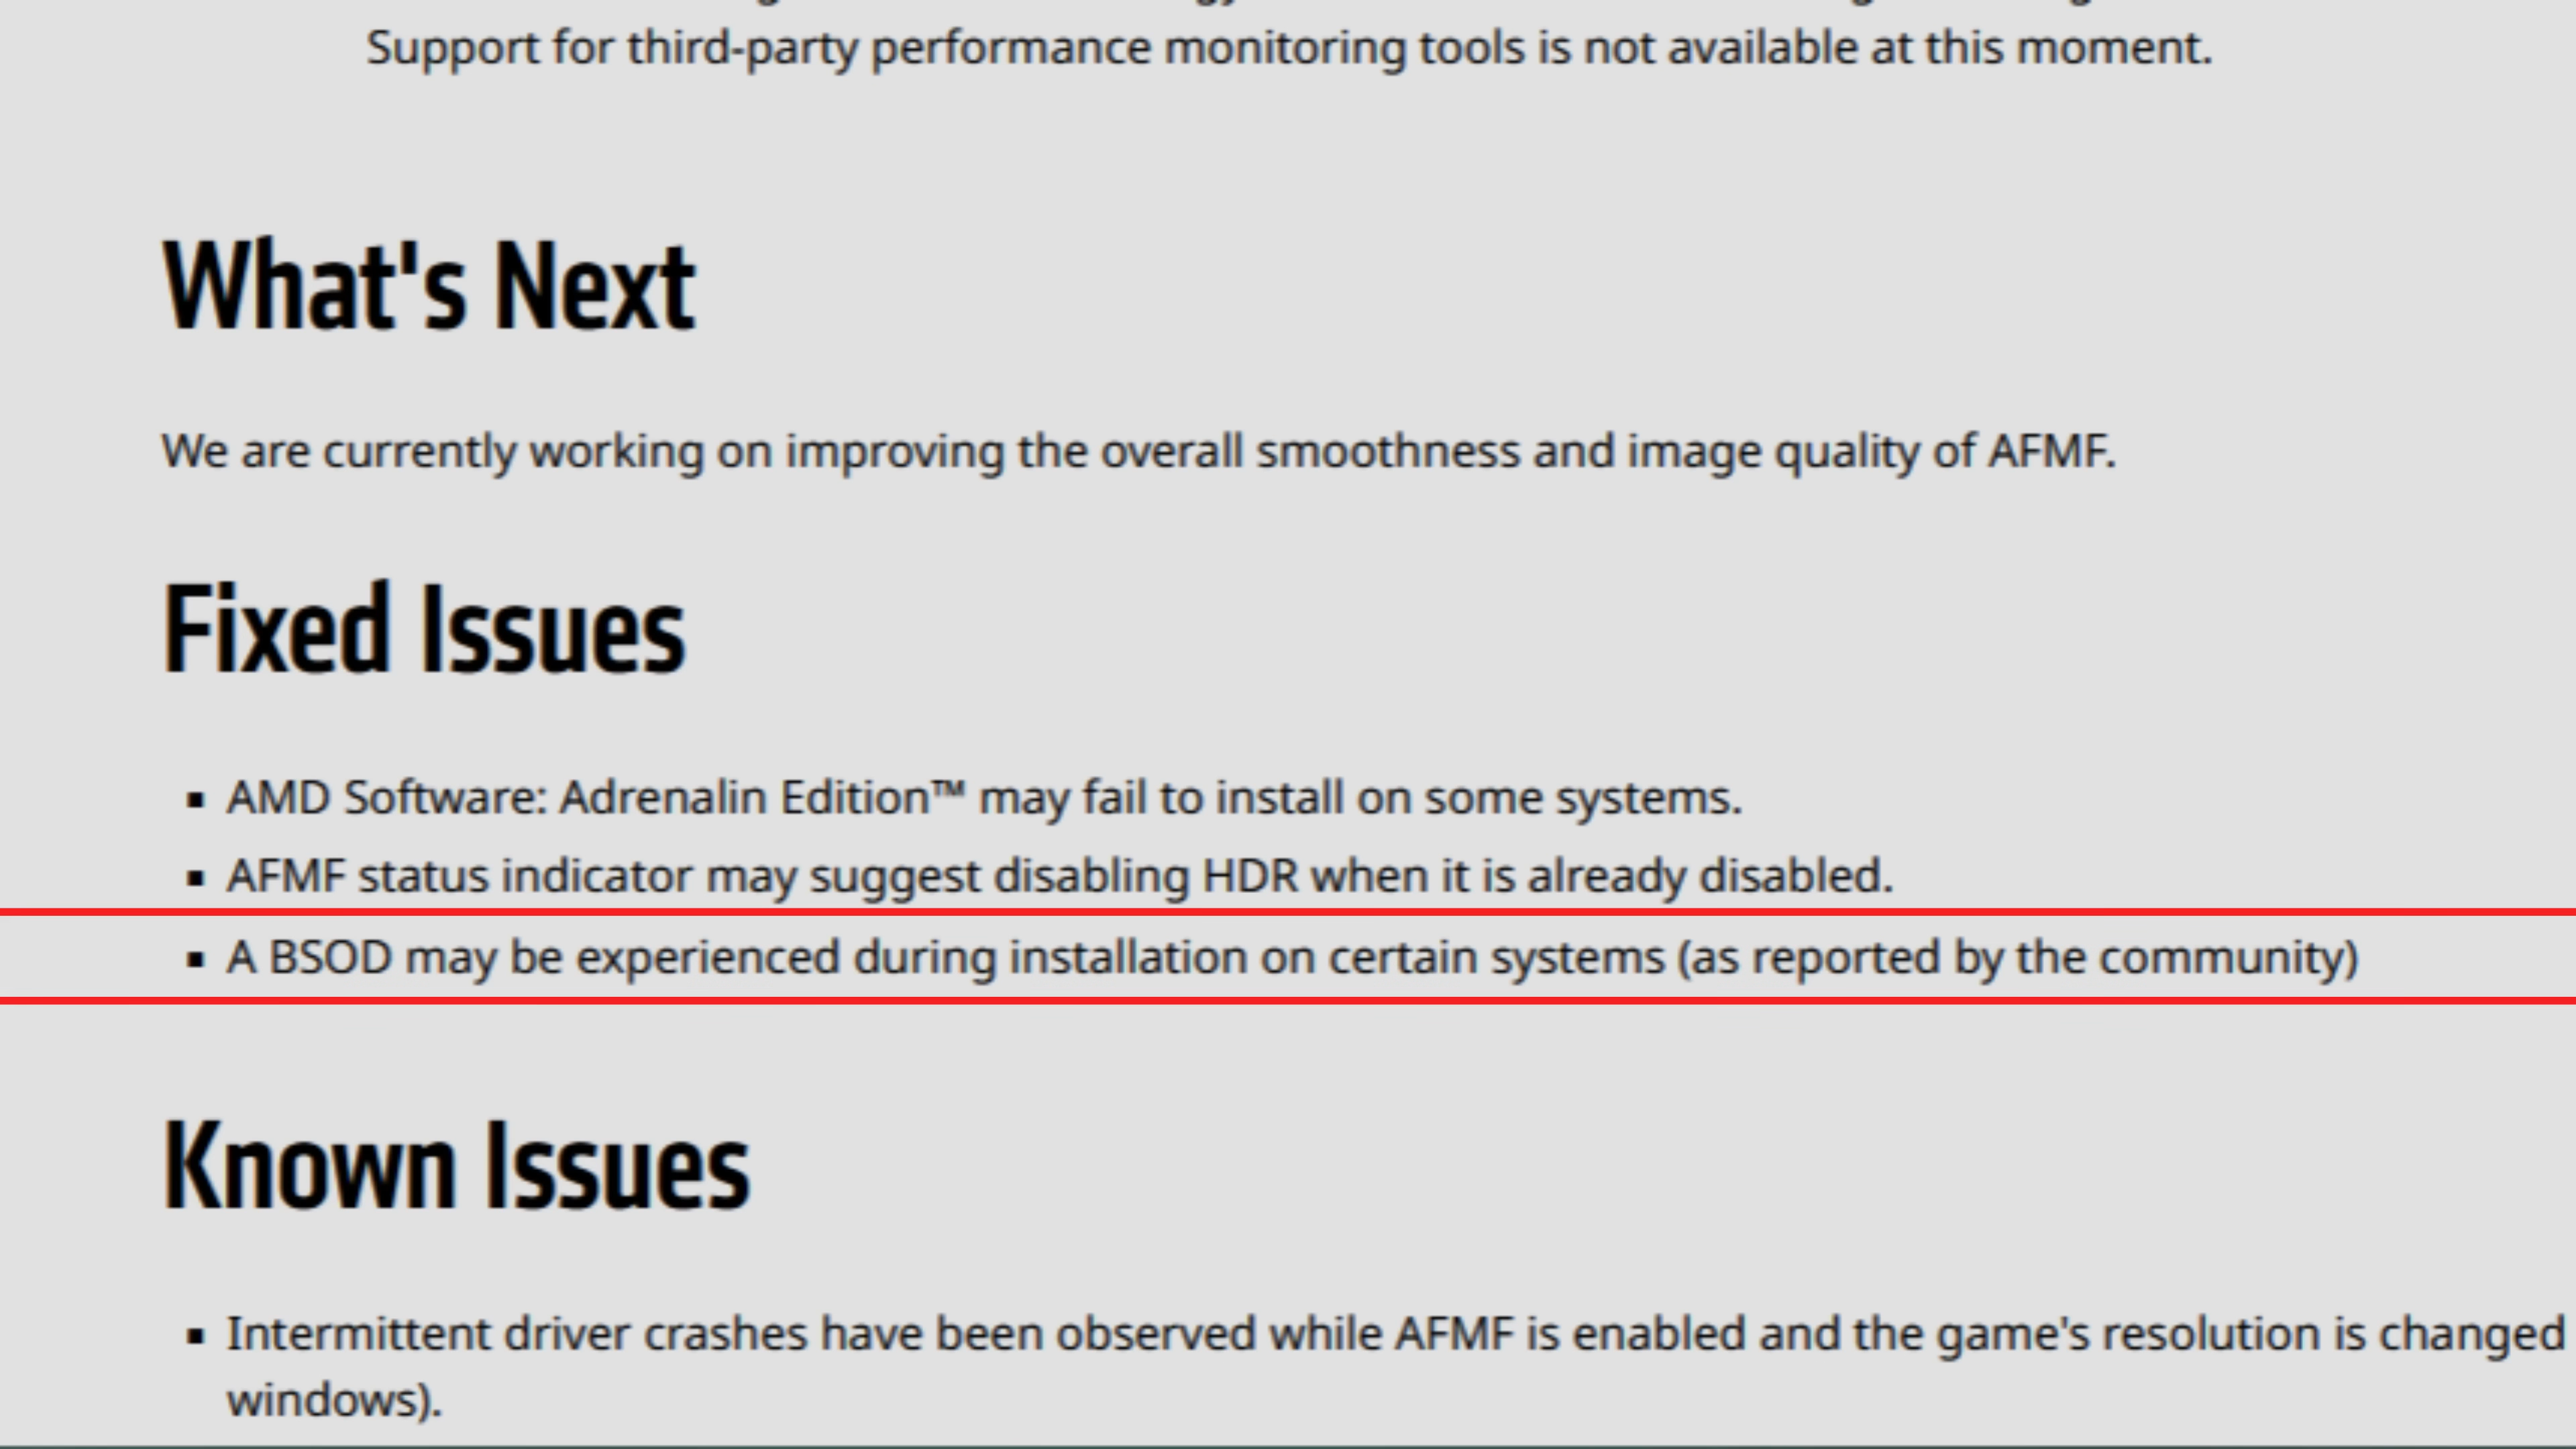 Support for third-party performance monitoring tools is not available at this moment.
What's Next
We are currently working on improving the overall smoothness and image quality of AFMF.
Fixed Issues
▪ AMD Software: Adrenalin Edition™ may fail to install on some systems.
▪ AFMF status indicator may suggest disabling HDR when it is already disabled.
▪ A BSOD may be experienced during installation on certain systems (as reported by the community)
Known Issues
▪ Intermittent driver crashes have been observed while AFMF is enabled and the game's resolution is changed
windows).